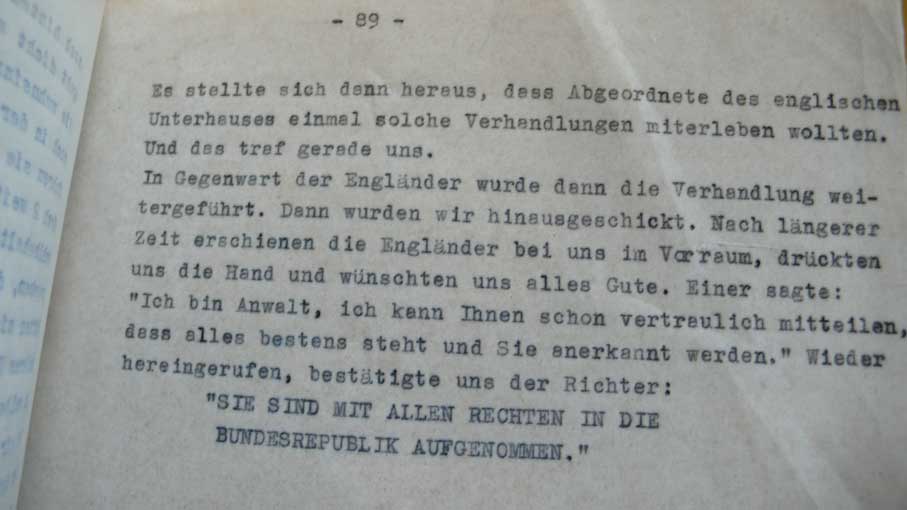 - 89 -
Es stellte sich dann heraus, dass Abgeordnete des englischen
Unterhauses einmal solche Verhandlungen miterleben wollten.
Und das traf gerade uns.
In Gegenwart der Engländer wurde dann die Verhandlung wei-
tergeführt. Dann wurden wir hinausgeschickt. Nach längerer
Zeit erschienen die Engländer bei uns im Vorraum, drückten
uns die Hand und wünschten uns alles Gute. Einer sagte:
"Ich bin Anwalt, ich kann Ihnen schon vertraulich mitteilen,
dass alles bestens steht und Sie anerkannt werden." Wieder
hereingerufen, bestätigte uns der Richter:
"SIE SIND MIT ALLEN RECHTEN IN DIE
BUNDESREPUBLIK AUFGENOMMEN."